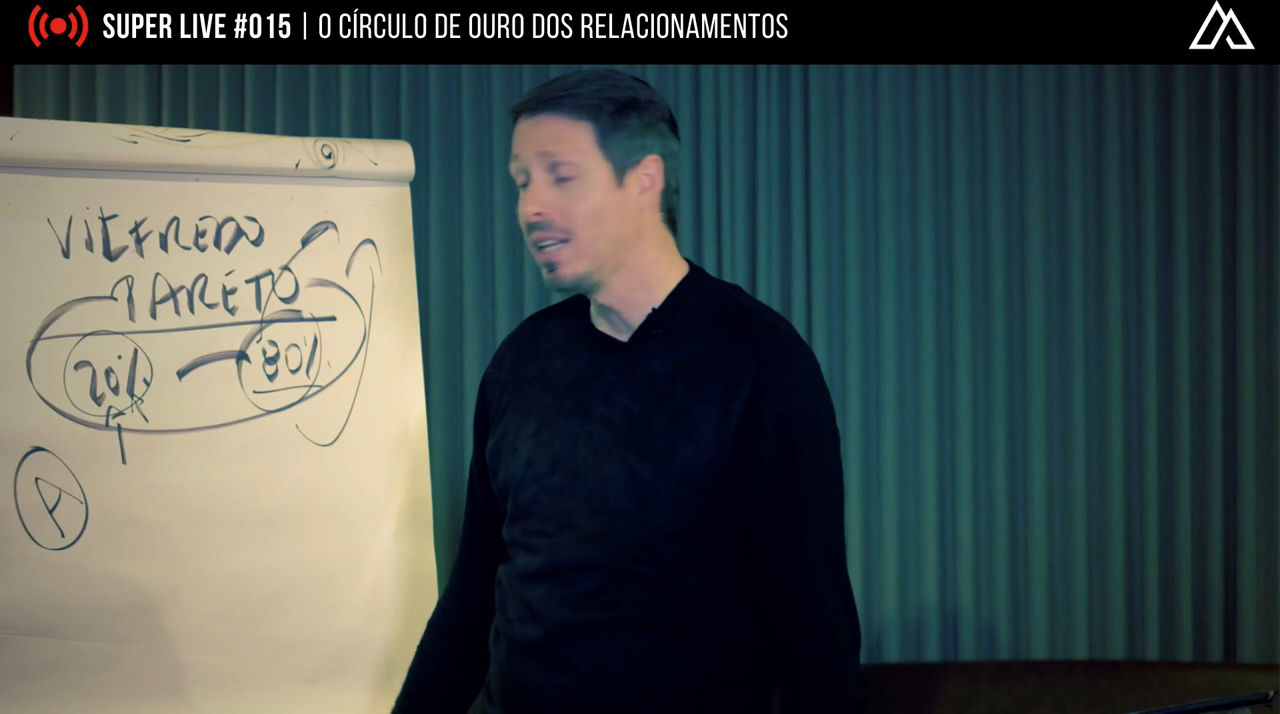 SUPER LIVE #015 | O CÍRCULO DE OURO DOS RELACIONAMENTOS
VILFREDO
PARETO
20% 80%
A